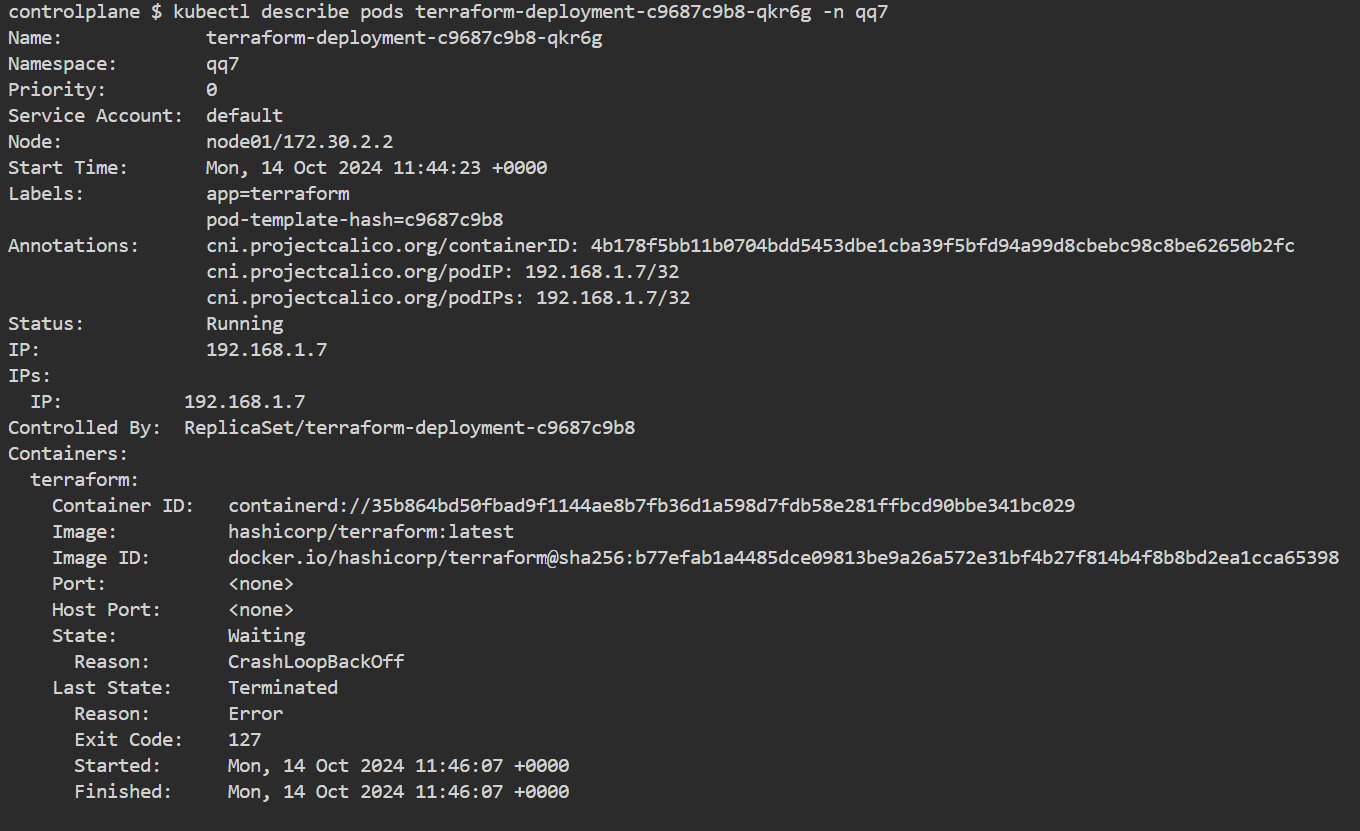 controlplane $ kubectl describe pods terraform-deployment-c9687c9b8-qkr6g -n qq7
Name:             terraform-deployment-c9687c9b8-qkr6g
Namespace:        qq7
Priority:         0
Service Account:  default
Node:             node01/172.30.2.2
Start Time:       Mon, 14 Oct 2024 11:44:23 +0000
Labels:           app=terraform
                  pod-template-hash=c9687c9b8
Annotations:      cni.projectcalico.org/containerID: 4b178f5bb11b0704bdd5453dbe1cba39f5bfd94a99d8cbebc98c8be62650b2fc
                  cni.projectcalico.org/podIP: 192.168.1.7/32
                  cni.projectcalico.org/podIPs: 192.168.1.7/32
Status:           Running
IP:               192.168.1.7
IPs:
  IP:           192.168.1.7
Controlled By:  ReplicaSet/terraform-deployment-c9687c9b8
Containers:
  terraform:
    Container ID:   containerd://35b864bd50fbad9f1144ae8b7fb36d1a598d7fdb58e281ffbcd90bbe341bc029
    Image:          hashicorp/terraform:latest
    Image ID:       docker.io/hashicorp/terraform@sha256:b77efab1a4485dce09813be9a26a572e31bf4b27f814b4f8b8bd2ea1cca65398
    Port:           <none>
    Host Port:      <none>
    State:          Waiting
      Reason:       CrashLoopBackOff
    Last State:     Terminated
      Reason:       Error
      Exit Code:    127
      Started:      Mon, 14 Oct 2024 11:46:07 +0000
      Finished:     Mon, 14 Oct 2024 11:46:07 +0000